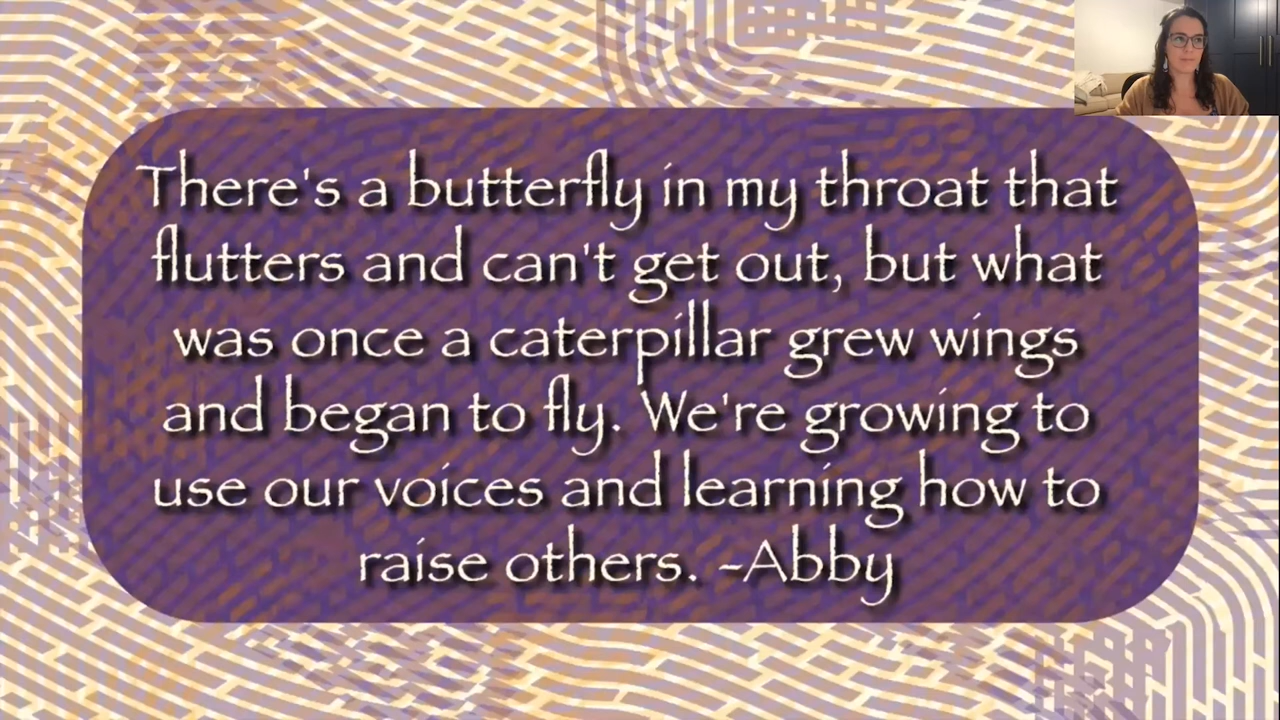 There's a butterfly in my throat that
flutters and can't get out, but what
was once a caterpillar grew wings
and began to fly. We're growing to
use our voices and learning how to
raise others. -Abby